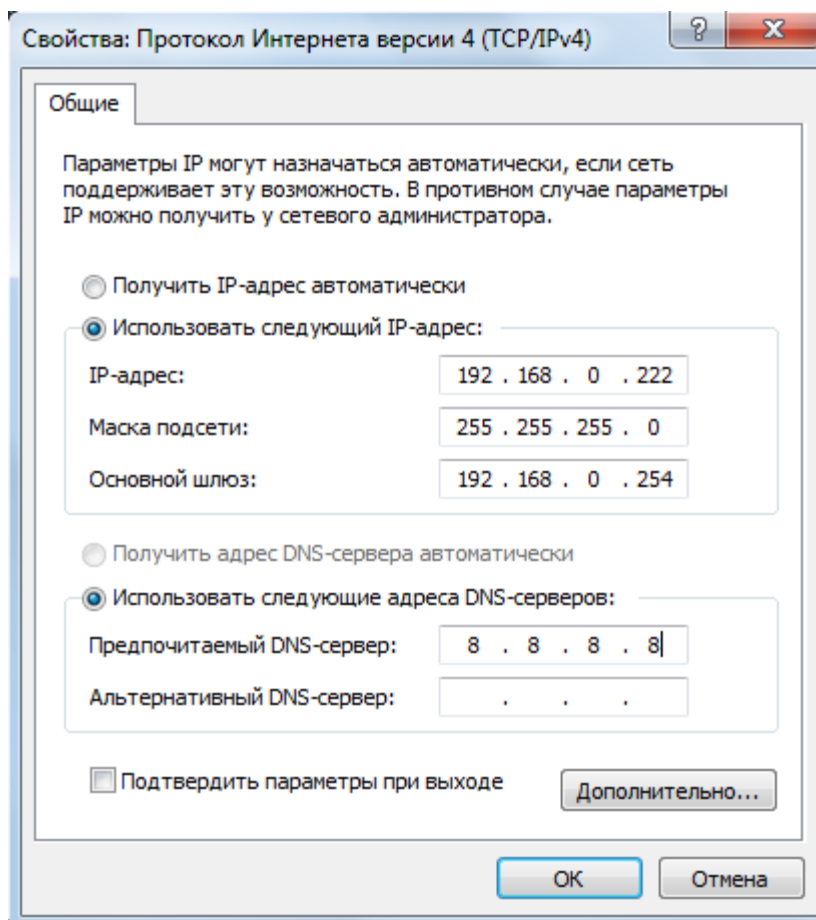 Свойства: Протокол Интернета версии 4 (TCP/IPv4)
Общие
Параметры IP могут назначаться автоматически, если сеть
поддерживает эту возможность. В противном случае параметры
IP можно получить у сетевого администратора.
Получить IP-адрес автоматически
Использовать следующий IP-адрес:
IP-адрес: 192 . 168 . 0 . 222
Маска подсети: 255 . 255 . 255 . 0
Основной шлюз: 192 . 168 . 0 . 254
Получить адрес DNS-сервера автоматически
Использовать следующие адреса DNS-серверов:
Предпочитаемый DNS-сервер: 8 . 8 . 8 . 8
Альтернативный DNS-сервер: . . .
Подтвердить параметры при выходе
Дополнительно...
ОК Отмена